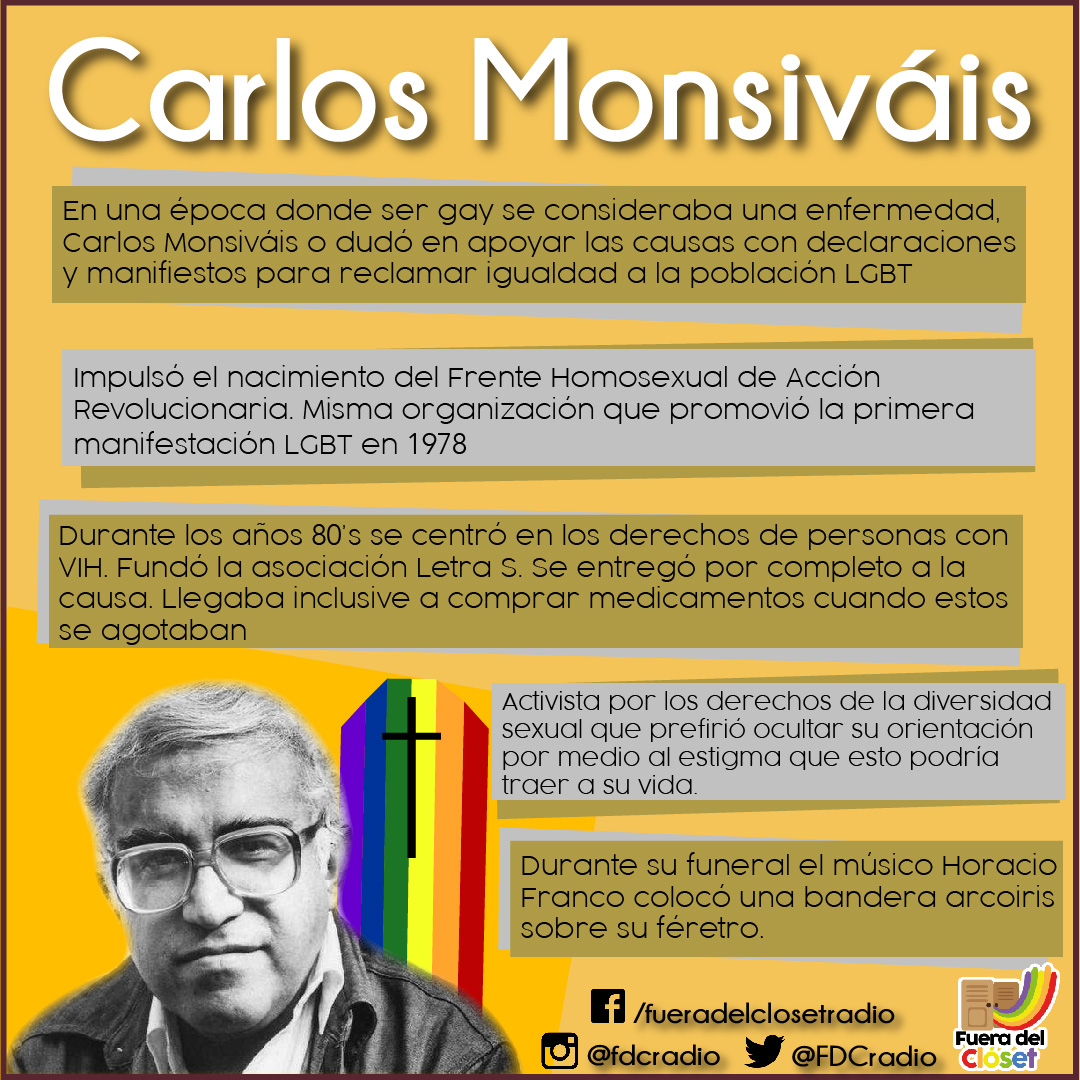 Carlos Monsiváis
En una época donde ser gay se consideraba una enfermedad,
Carlos Monsiváis o dudó en apoyar las causas con declaraciones
y manifiestos para reclamar igualdad a la población LGBT
Impulsó el nacimiento del Frente Homosexual de Acción
Revolucionaria. Misma organización que promovió la primera
manifestación LGBT en 1978
Durante los años 80's se centró en los derechos de personas con
VIH. Fundó la asociación Letra S. Se entregó por completo a la
causa. Llegaba inclusive a comprar medicamentos cuando estos
se agotaban
Activista por los derechos de la diversidad
sexual que prefirió ocultar su orientación
por medio al estigma que esto podría
traer a su vida.
Durante su funeral el músico Horacio
Franco colocó una bandera arcoiris
sobre su féretro.
/fueradelclosetradio
@fdcradio @FDCradio
Fuera del
Clóset